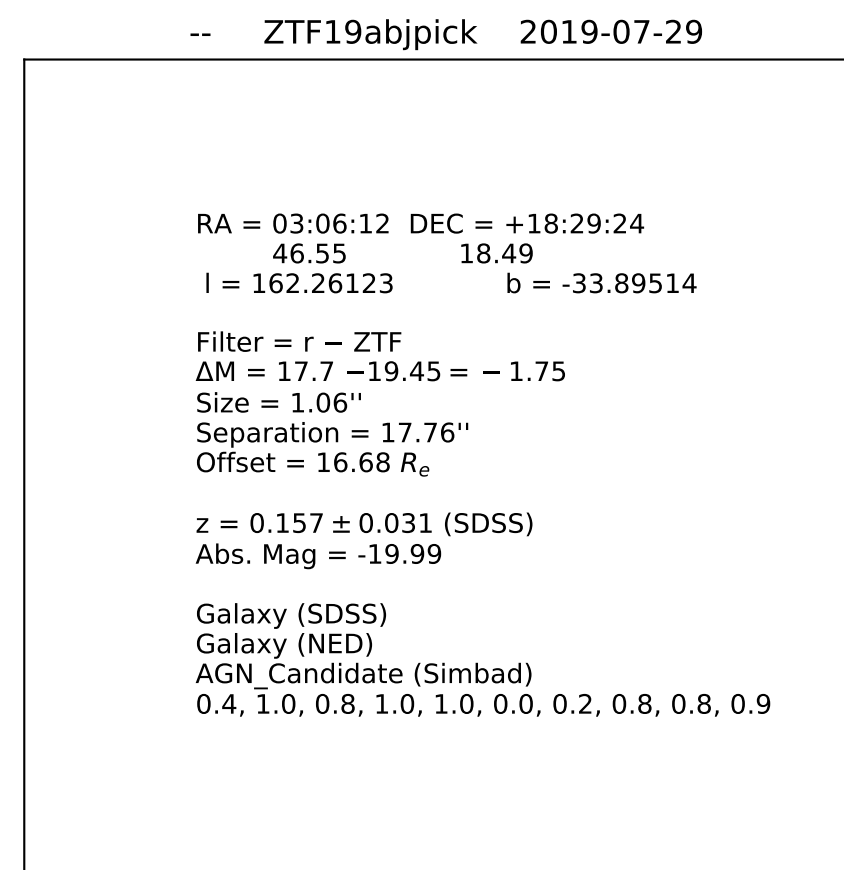 -- ZTF19abjpick 2019-07-29
RA = 03:06:12 DEC = +18:29:24
46.55 18.49
l = 162.26123 b = -33.89514
Filter = r − ZTF
ΔM = 17.7 −19.45 = − 1.75
Size = 1.06''
Separation = 17.76''
Offset = 16.68 Re
z = 0.157 ± 0.031 (SDSS)
Abs. Mag = -19.99
Galaxy (SDSS)
Galaxy (NED)
AGN_Candidate (Simbad)
0.4, 1.0, 0.8, 1.0, 1.0, 0.0, 0.2, 0.8, 0.8, 0.9